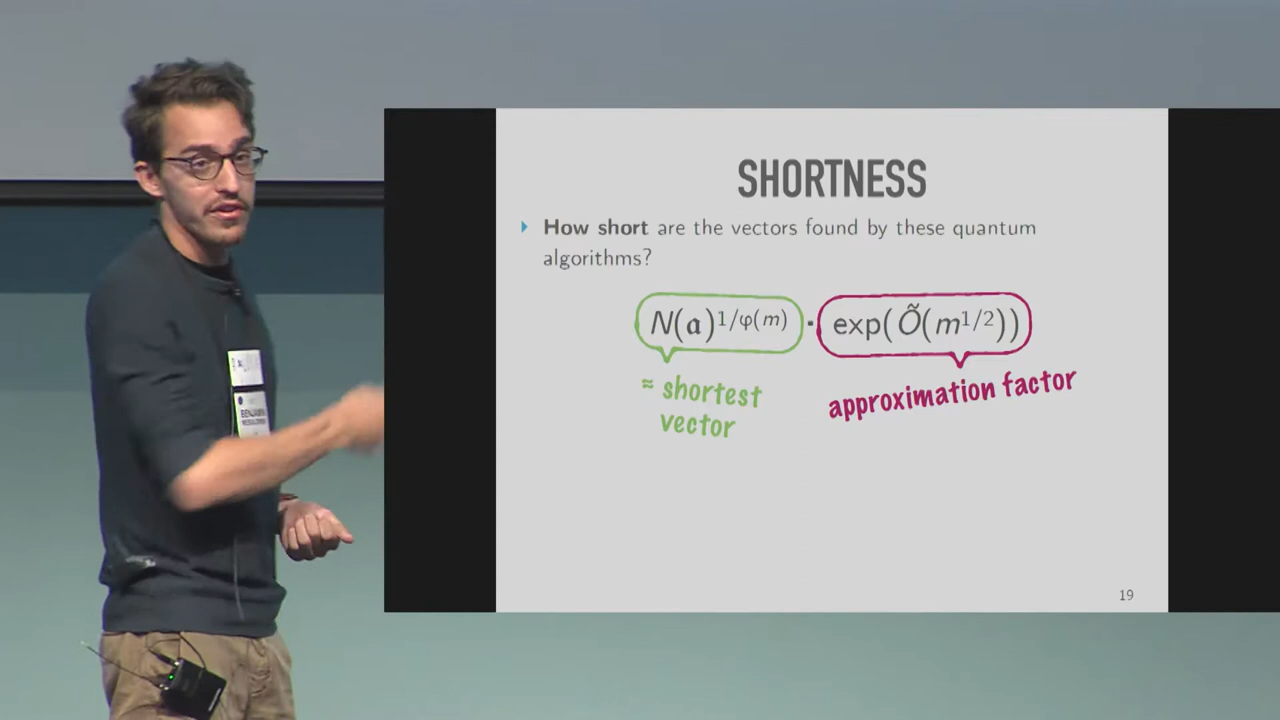 SHORTNESS
How short are the vectors found by these quantum
algorithms?
N(𝔞)^{1/φ(m)} · exp(Õ(m^{1/2}))
≈ shortest
vector
approximation factor
19